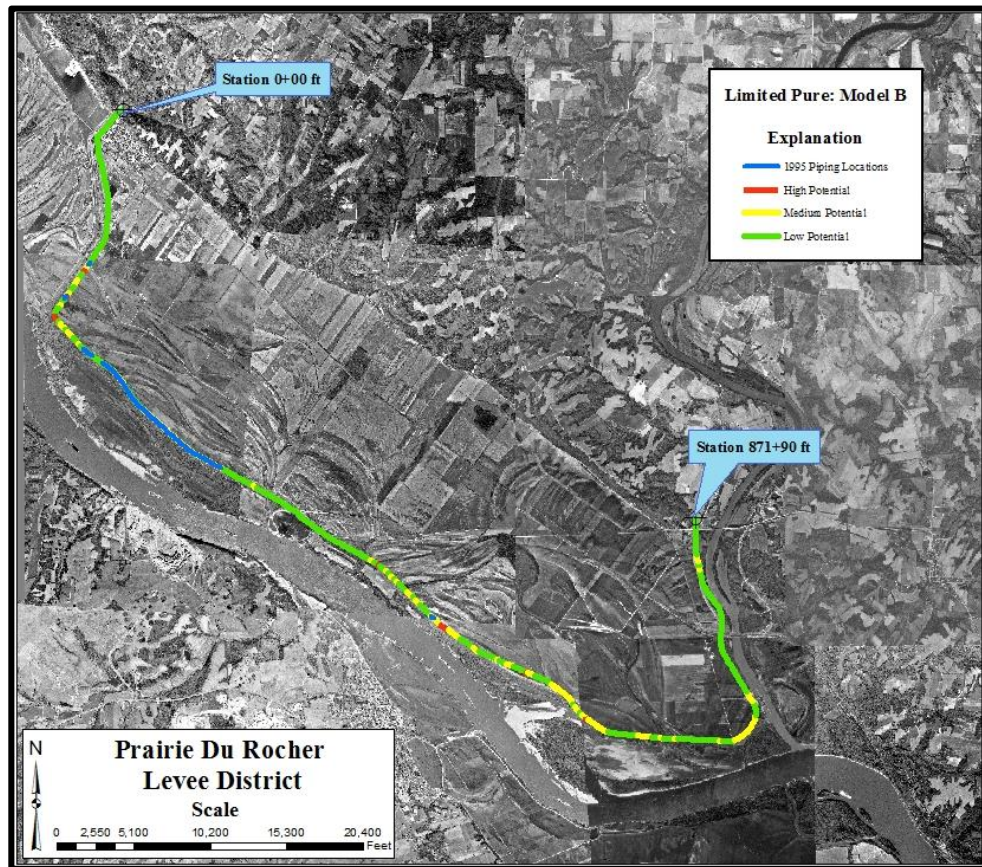 Station 0+00 ft
Limited Pure: Model B
Explanation
1995 Piping Locations
High Potential
Medium Potential
Low Potential
Station 871+90 ft
N
Prairie Du Rocher
Levee District
Scale
0 2,550 5,100 10,200 15,300 20,400
Feet